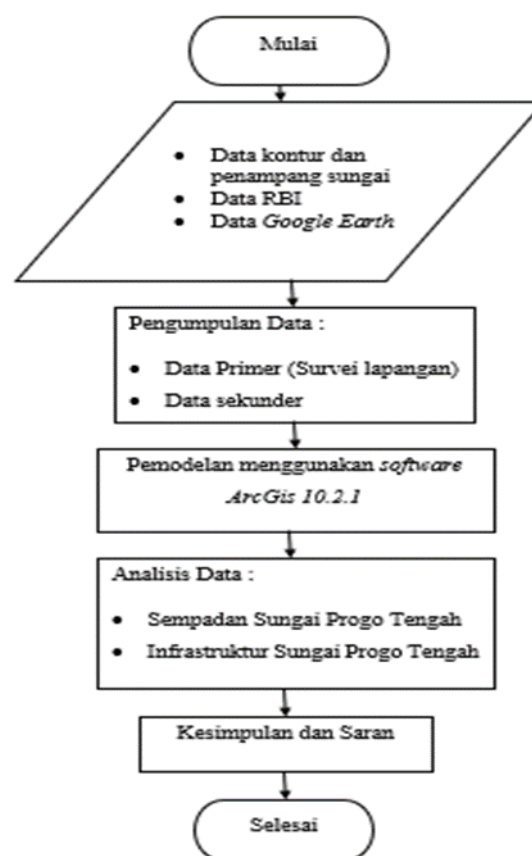 Mulai
• Data kontur dan
penampang sungai
• Data RBI
• Data Google Earth
Pengumpulan Data :
• Data Primer (Survei lapangan)
• Data sekunder
Pemodelan menggunakan software
ArcGis 10.2.1
Analisis Data :
• Sempadan Sungai Progo Tengah
• Infrastruktur Sungai Progo Tengah
Kesimpulan dan Saran
Selesai